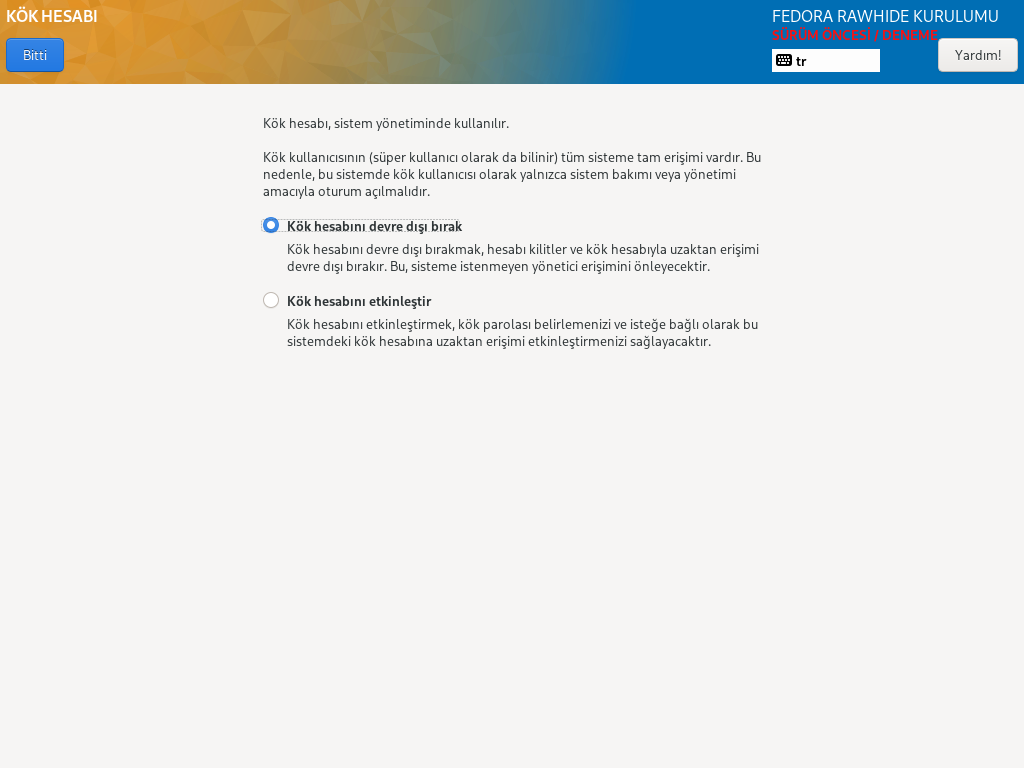 KÖK HESABI
Bitti
FEDORA RAWHIDE KURULUMU
SÜRÜM ÖNCESİ / DENEME
tr
Yardım!
Kök hesabı, sistem yönetiminde kullanılır.
Kök kullanıcısının (süper kullanıcı olarak da bilinir) tüm sisteme tam erişimi vardır. Bu
nedenle, bu sistemde kök kullanıcısı olarak yalnızca sistem bakımı veya yönetimi
amacıyla oturum açılmalıdır.
Kök hesabını devre dışı bırak
Kök hesabını devre dışı bırakmak, hesabı kilitler ve kök hesabıyla uzaktan erişimi
devre dışı bırakır. Bu, sisteme istenmeyen yönetici erişimini önleyecektir.
Kök hesabını etkinleştir
Kök hesabını etkinleştirmek, kök parolası belirlemenizi ve isteğe bağlı olarak bu
sistemdeki kök hesabına uzaktan erişimi etkinleştirmenizi sağlayacaktır.